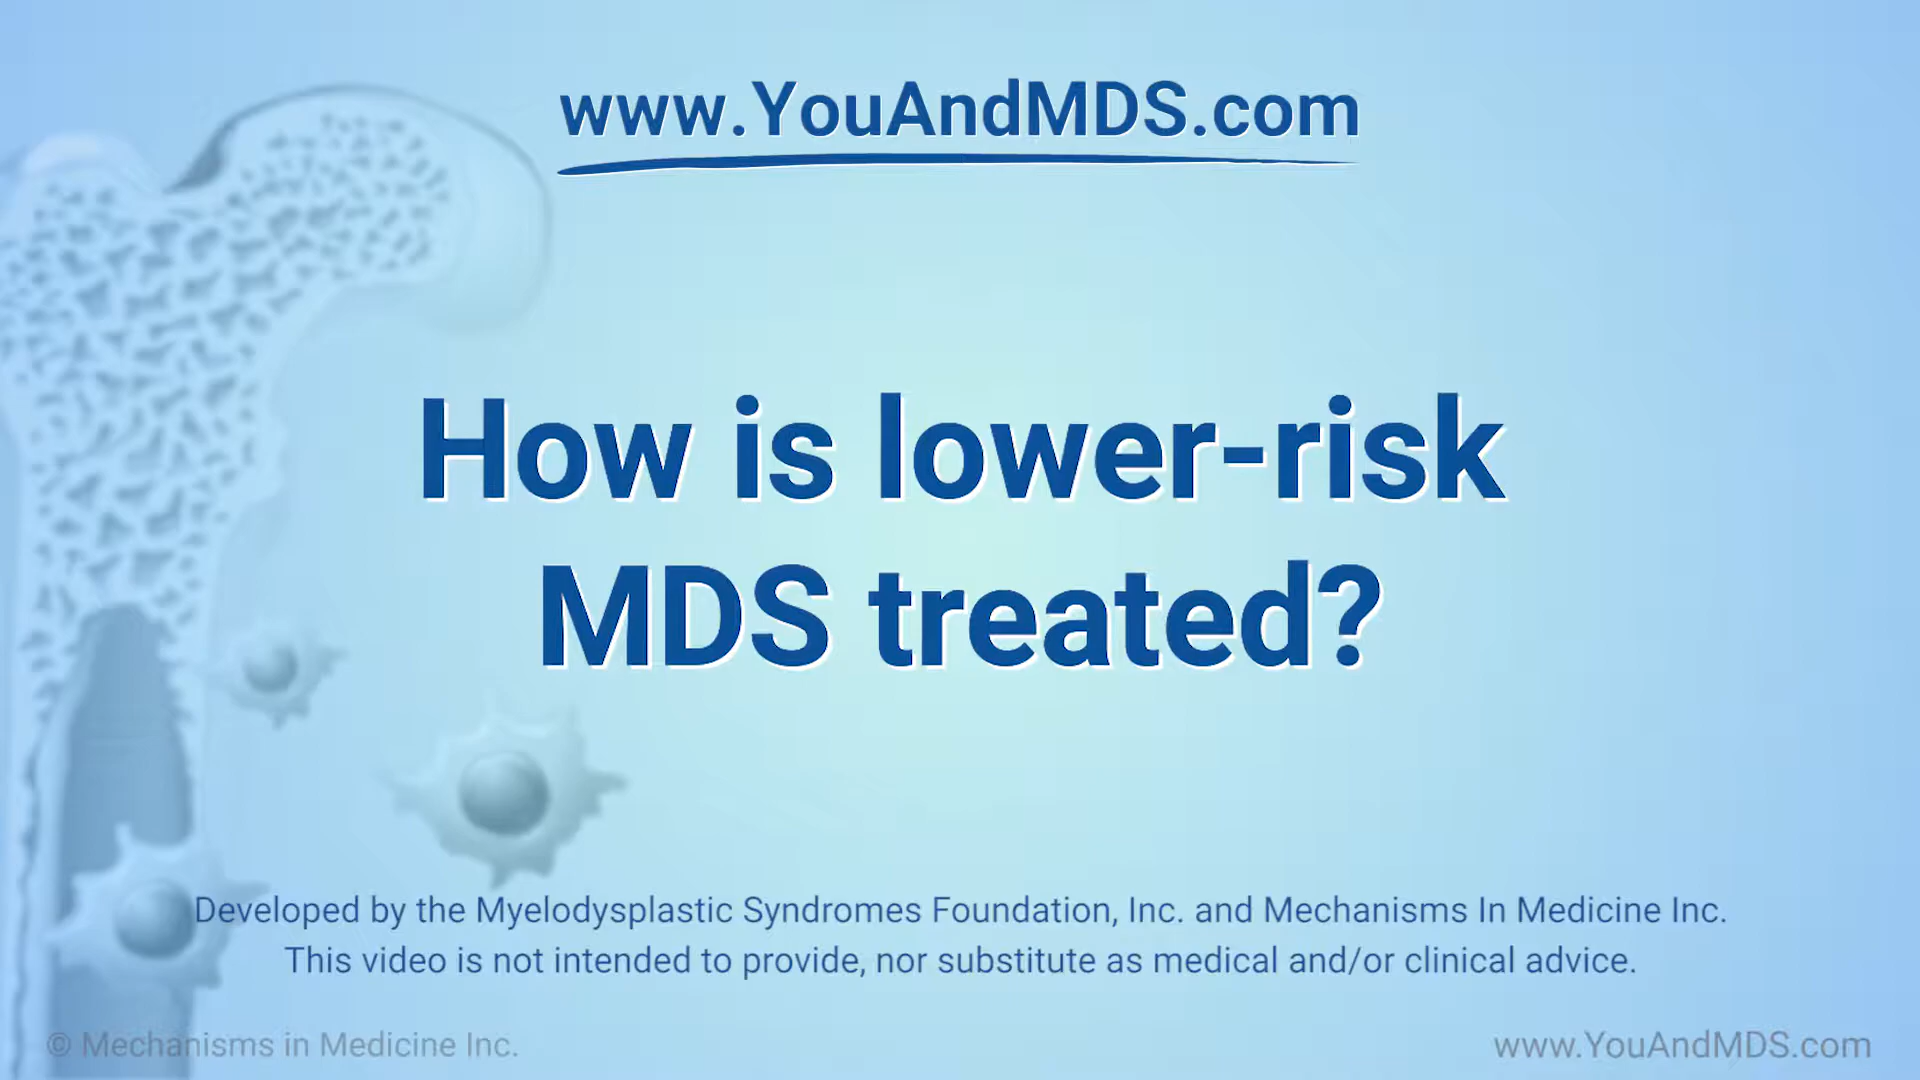 www.YouAndMDS.com
How is lower-risk
MDS treated?
Developed by the Myelodysplastic Syndromes Foundation, Inc. and Mechanisms In Medicine Inc.
This video is not intended to provide, nor substitute as medical and/or clinical advice.
© Mechanisms in Medicine Inc.
www.YouAndMDS.com